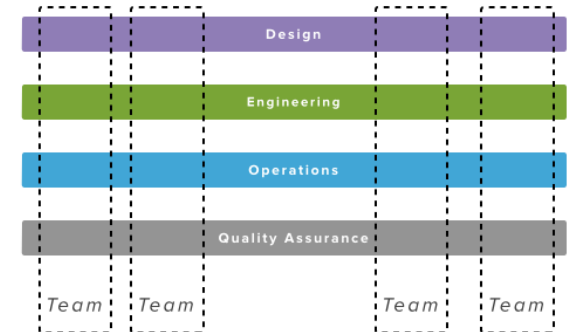 Design
Engineering
Operations
Quality Assurance
Team Team Team Team